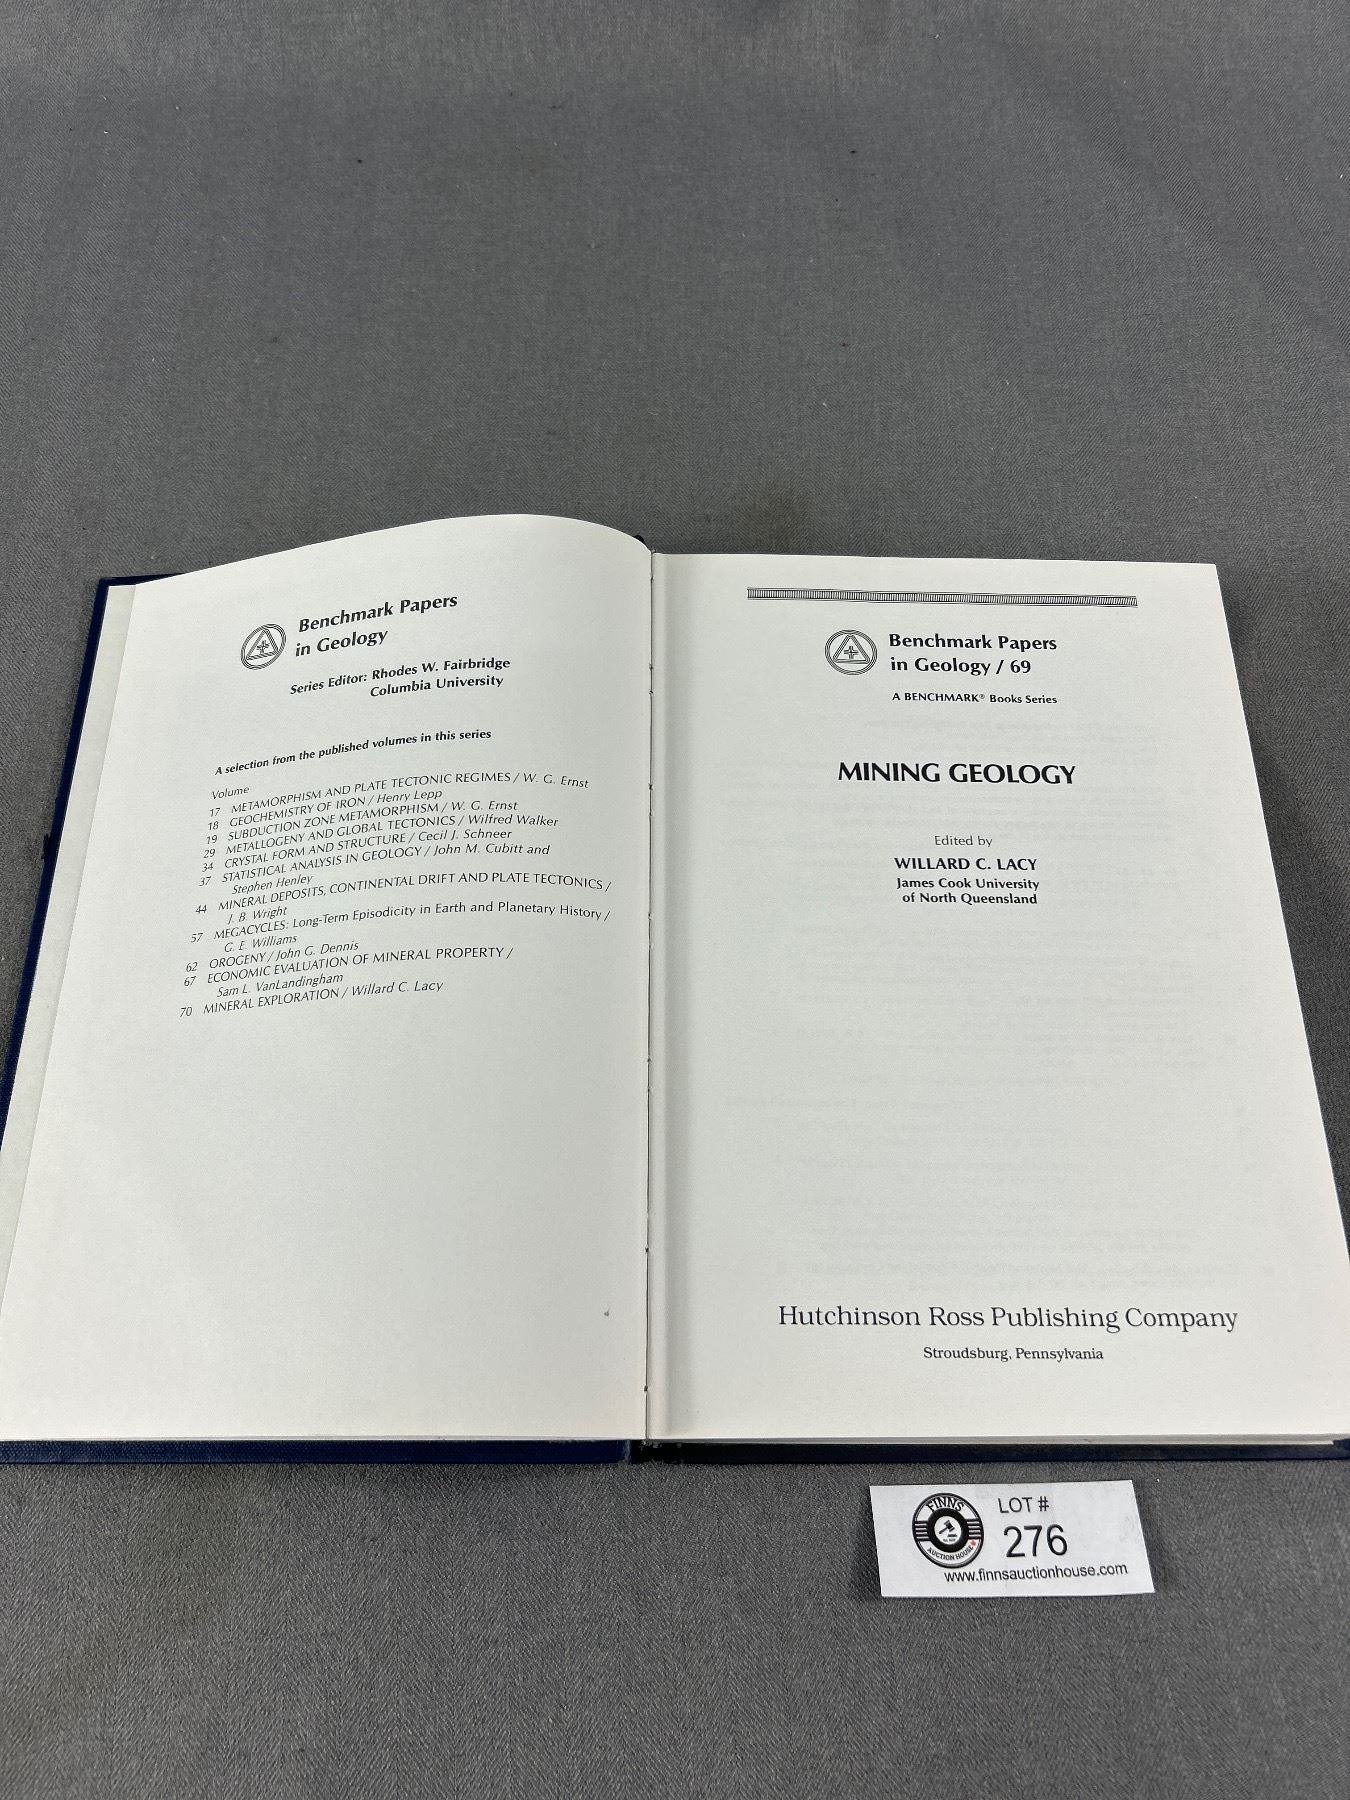 Benchmark Papers
in Geology
Series Editor: Rhodes W. Fairbridge
Columbia University
A selection from the published volumes in this series
Volume
17 METAMORPHISM AND PLATE TECTONIC REGIMES / W. G. Ernst
18 GEOCHEMISTRY OF IRON / Henry Lepp
19 SUBDUCTION ZONE METAMORPHISM / W. G. Ernst
29 METALLOGENY AND GLOBAL TECTONICS / Wilfred Walker
34 CRYSTAL FORM AND STRUCTURE / Cecil J. Schneer
37 STATISTICAL ANALYSIS IN GEOLOGY / John M. Cubitt and
Stephen Henley
44 MINERAL DEPOSITS, CONTINENTAL DRIFT AND PLATE TECTONICS /
J. B. Wright
57 MEGACYCLES: Long-Term Episodicity in Earth and Planetary History /
G. E. Williams
62 OROGENY / John G. Dennis
67 ECONOMIC EVALUATION OF MINERAL PROPERTY /
Sam L. VanLandingham
70 MINERAL EXPLORATION / Willard C. Lacy
Benchmark Papers
in Geology / 69
A BENCHMARK® Books Series
MINING GEOLOGY
Edited by
WILLARD C. LACY
James Cook University
of North Queensland
Hutchinson Ross Publishing Company
Stroudsburg, Pennsylvania
FINNS
AUCTION HOUSE
LOT #
276
www.finnsauctionhouse.com